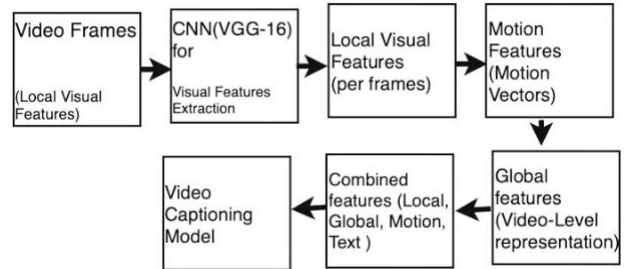 Video Frames
(Local Visual
Features)
CNN(VGG-16)
for
Visual Features
Extraction
Local Visual
Features
(per frames)
Motion
Features
(Motion
Vectors)
Global
features
(Video-Level
representation)
Combined
features (Local,
Global, Motion,
Text )
Video
Captioning
Model